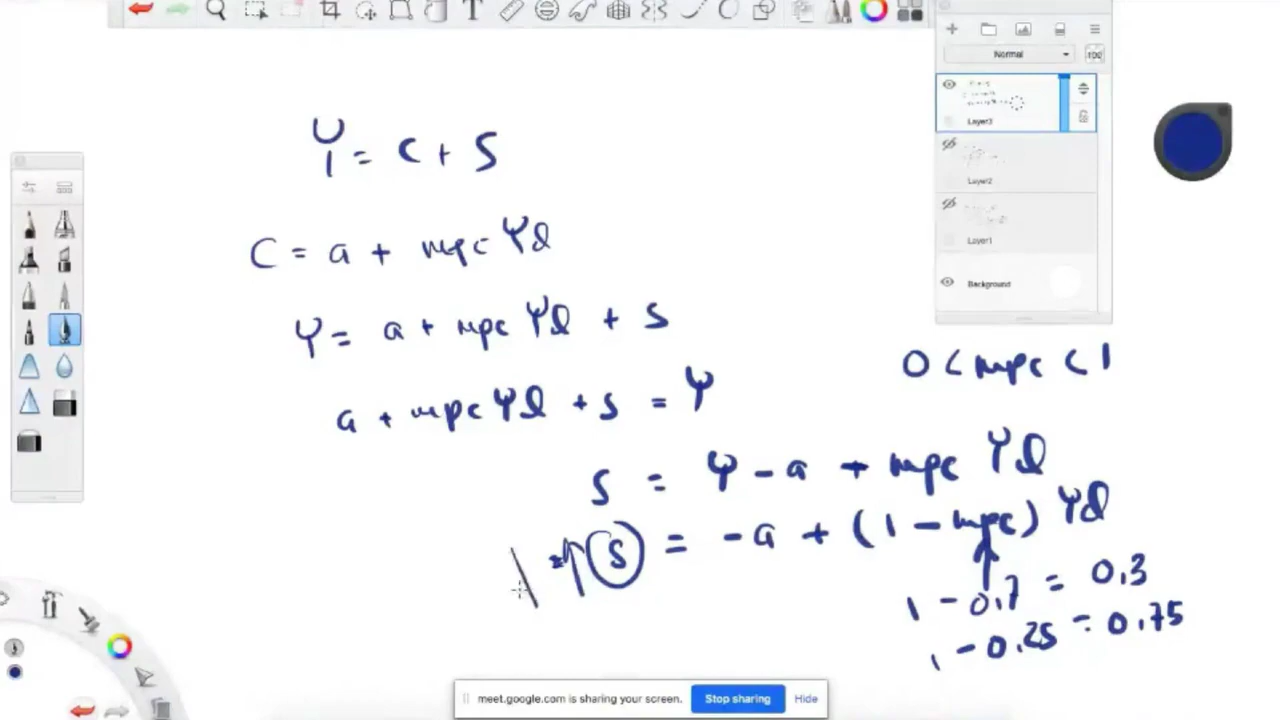 Normal
100
Layer3
Layer2
Layer1
Background
Y = C + S
C = a + mpc Yd
Y = a + mpc Yd + S
a + mpc Yd + S = Y
0 < mpc < 1
S = Y - a + mpc Yd
S = -a + (1 - mpc) Yd
1 - 0.7 = 0.3
1 - 0.25 = 0.75
meet.google.com is sharing your screen. Stop sharing Hide